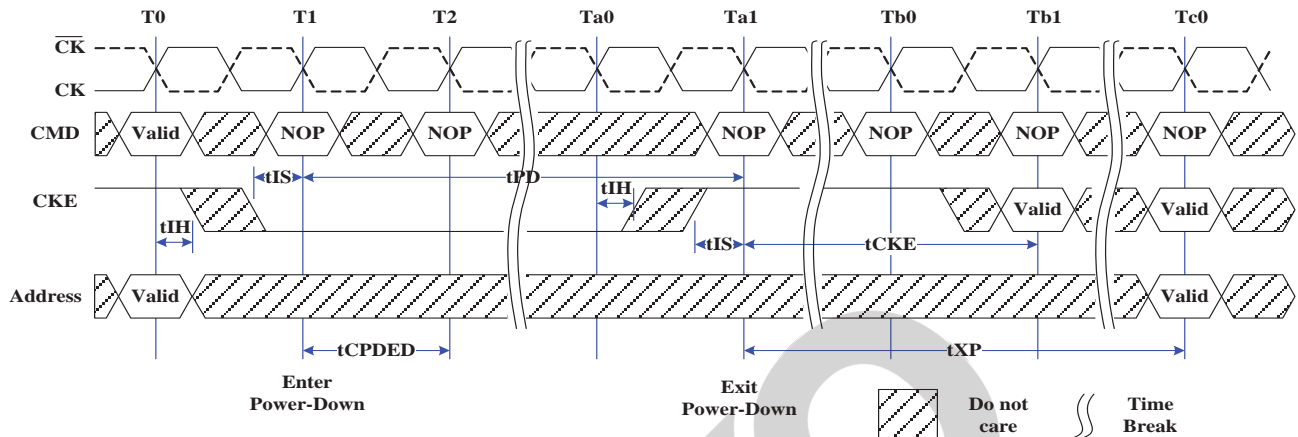 T0 T1 T2 Ta0 Ta1 Tb0 Tb1 Tc0
CK
CK
CMD Valid NOP NOP NOP NOP NOP NOP
tIS tPD
CKE tIH Valid Valid
tIH tIS tCKE
Address Valid Valid
tCPDED tXP
Enter
Power-Down
Exit
Power-Down
Do not
care
Time
Break